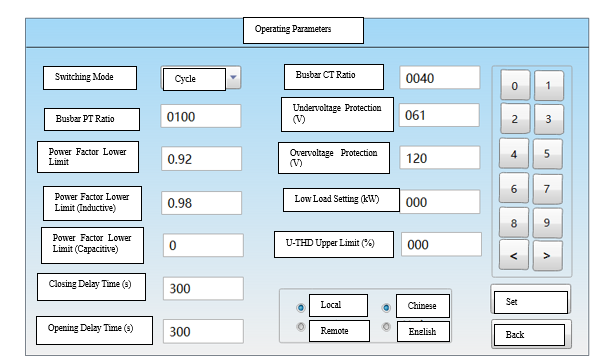 Operating Parameters
Switching Mode
Cycle
Busbar CT Ratio
0040
Busbar PT Ratio
0100
Undervoltage Protection
(V)
061
Power Factor Lower
Limit
0.92
Overvoltage Protection
(V)
120
Power Factor Lower
Limit (Inductive)
0.98
Low Load Setting (kW)
000
Power Factor Lower
Limit (Capacitive)
0
U-THD Upper Limit (%)
000
Closing Delay Time (s)
300
Opening Delay Time (s)
300
Local
Chinese
Remote
English
0 1
2 3
4 5
6 7
8 9
< >
Set
Back